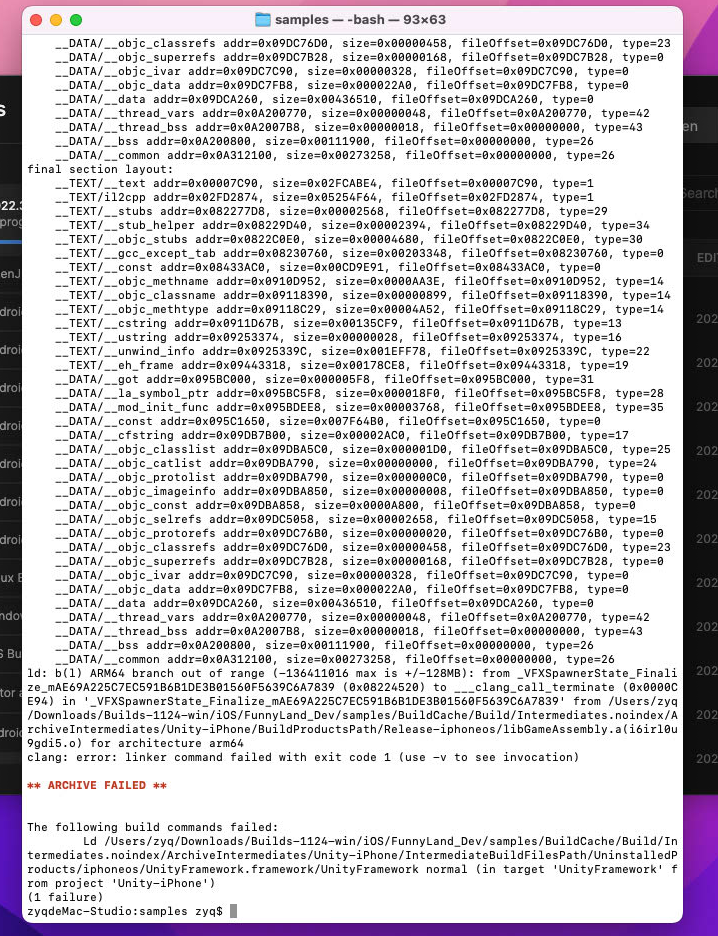 samples — -bash — 93×63
__DATA/__objc_classrefs addr=0x09DC76D0, size=0x00000458, fileOffset=0x09DC76D0, type=23
__DATA/__objc_superrefs addr=0x09DC7B28, size=0x00000168, fileOffset=0x09DC7B28, type=0
__DATA/__objc_ivar addr=0x09DC7C90, size=0x00000328, fileOffset=0x09DC7C90, type=0
__DATA/__objc_data addr=0x09DC7FB8, size=0x000022A0, fileOffset=0x09DC7FB8, type=0
__DATA/__data addr=0x09DCA260, size=0x00436510, fileOffset=0x09DCA260, type=0
__DATA/__thread_vars addr=0x0A200770, size=0x00000048, fileOffset=0x0A200770, type=42
__DATA/__thread_bss addr=0x0A2007B8, size=0x00000018, fileOffset=0x00000000, type=43
__DATA/__bss addr=0x0A200800, size=0x00111900, fileOffset=0x00000000, type=26
__DATA/__common addr=0x0A312100, size=0x00273258, fileOffset=0x00000000, type=26
final section layout:
__TEXT/__text addr=0x00007C90, size=0x02FCABE4, fileOffset=0x00007C90, type=1
__TEXT/il2cpp addr=0x02FD2874, size=0x05254F64, fileOffset=0x02FD2874, type=1
__TEXT/__stubs addr=0x082277D8, size=0x00002568, fileOffset=0x082277D8, type=29
__TEXT/__stub_helper addr=0x08229D40, size=0x00002394, fileOffset=0x08229D40, type=34
__TEXT/__objc_stubs addr=0x0822C0E0, size=0x00004680, fileOffset=0x0822C0E0, type=30
__TEXT/__gcc_except_tab addr=0x08230760, size=0x00203348, fileOffset=0x08230760, type=0
__TEXT/__const addr=0x08433AC0, size=0x00CD9E91, fileOffset=0x08433AC0, type=0
__TEXT/__objc_methname addr=0x0910D952, size=0x0000AA3E, fileOffset=0x0910D952, type=14
__TEXT/__objc_classname addr=0x09118390, size=0x00000899, fileOffset=0x09118390, type=14
__TEXT/__objc_methtype addr=0x09118C29, size=0x00004A52, fileOffset=0x09118C29, type=14
__TEXT/__cstring addr=0x0911D67B, size=0x00135CF9, fileOffset=0x0911D67B, type=13
__TEXT/__ustring addr=0x09253374, size=0x00000028, fileOffset=0x09253374, type=16
__TEXT/__unwind_info addr=0x0925339C, size=0x001EFF78, fileOffset=0x0925339C, type=22
__TEXT/__eh_frame addr=0x09443318, size=0x00178CE8, fileOffset=0x09443318, type=19
__DATA/__got addr=0x095BC000, size=0x000005F8, fileOffset=0x095BC000, type=31
__DATA/__la_symbol_ptr addr=0x095BC5F8, size=0x000018F0, fileOffset=0x095BC5F8, type=28
__DATA/__mod_init_func addr=0x095BDEE8, size=0x00003768, fileOffset=0x095BDEE8, type=35
__DATA/__const addr=0x095C1650, size=0x007F64B0, fileOffset=0x095C1650, type=0
__DATA/__cfstring addr=0x09DB7B00, size=0x00002AC0, fileOffset=0x09DB7B00, type=17
__DATA/__objc_classlist addr=0x09DBA5C0, size=0x000001D0, fileOffset=0x09DBA5C0, type=25
__DATA/__objc_catlist addr=0x09DBA790, size=0x00000000, fileOffset=0x09DBA790, type=24
__DATA/__objc_protolist addr=0x09DBA790, size=0x000000C0, fileOffset=0x09DBA790, type=0
__DATA/__objc_imageinfo addr=0x09DBA850, size=0x00000008, fileOffset=0x09DBA850, type=0
__DATA/__objc_const addr=0x09DBA858, size=0x0000A800, fileOffset=0x09DBA858, type=0
__DATA/__objc_selrefs addr=0x09DC5058, size=0x00002658, fileOffset=0x09DC5058, type=15
__DATA/__objc_protorefs addr=0x09DC76B0, size=0x00000020, fileOffset=0x09DC76B0, type=0
__DATA/__objc_classrefs addr=0x09DC76D0, size=0x00000458, fileOffset=0x09DC76D0, type=23
__DATA/__objc_superrefs addr=0x09DC7B28, size=0x00000168, fileOffset=0x09DC7B28, type=0
__DATA/__objc_ivar addr=0x09DC7C90, size=0x00000328, fileOffset=0x09DC7C90, type=0
__DATA/__objc_data addr=0x09DC7FB8, size=0x000022A0, fileOffset=0x09DC7FB8, type=0
__DATA/__data addr=0x09DCA260, size=0x00436510, fileOffset=0x09DCA260, type=0
__DATA/__thread_vars addr=0x0A200770, size=0x00000048, fileOffset=0x0A200770, type=42
__DATA/__thread_bss addr=0x0A2007B8, size=0x00000018, fileOffset=0x00000000, type=43
__DATA/__bss addr=0x0A200800, size=0x00111900, fileOffset=0x00000000, type=26
__DATA/__common addr=0x0A312100, size=0x00273258, fileOffset=0x00000000, type=26
ld: b(l) ARM64 branch out of range (-136411016 max is +/-128MB): from _VFXSpawnerState_Finali
ze_mAE69A225C7EC591B6B1DE3B01560F5639C6A7839 (0x08224520) to ___clang_call_terminate (0x0000C
E94) in '_VFXSpawnerState_Finalize_mAE69A225C7EC591B6B1DE3B01560F5639C6A7839' from /Users/zyq
/Downloads/Builds-1124-win/iOS/FunnyLand_Dev/samples/BuildCache/Build/Intermediates.noindex/A
rchiveIntermediates/Unity-iPhone/BuildProductsPath/Release-iphoneos/libGameAssembly.a(i6irl0u
9gdi5.o) for architecture arm64
clang: error: linker command failed with exit code 1 (use -v to see invocation)
** ARCHIVE FAILED **
The following build commands failed:
Ld /Users/zyq/Downloads/Builds-1124-win/iOS/FunnyLand_Dev/samples/BuildCache/Build/In
termediates.noindex/ArchiveIntermediates/Unity-iPhone/IntermediateBuildFilesPath/UninstalledP
roducts/iphoneos/UnityFramework.framework/UnityFramework normal (in target 'UnityFramework' f
rom project 'Unity-iPhone')
(1 failure)
zyqdeMac-Studio:samples zyq$